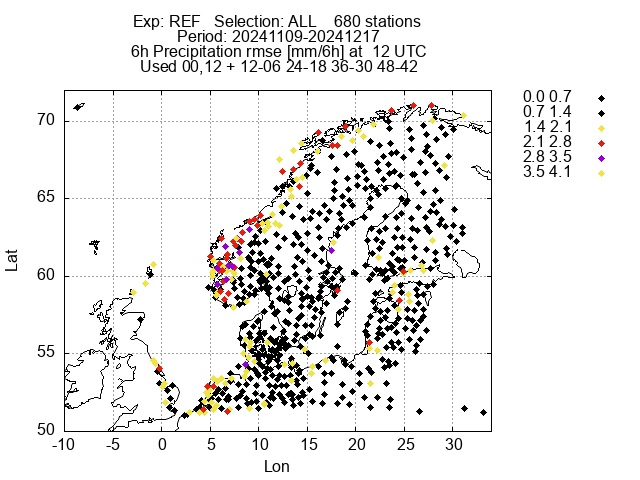 Exp: REF   Selection: ALL    680 stations
Period: 20241109-20241217
6h Precipitation rmse [mm/6h] at  12 UTC
Used 00,12 + 12-06 24-18 36-30 48-42
0.0 0.7
0.7 1.4
1.4 2.1
2.1 2.8
2.8 3.5
3.5 4.1
70
65
60
55
50
Lat
-10 -5 0 5 10 15 20 25 30
Lon